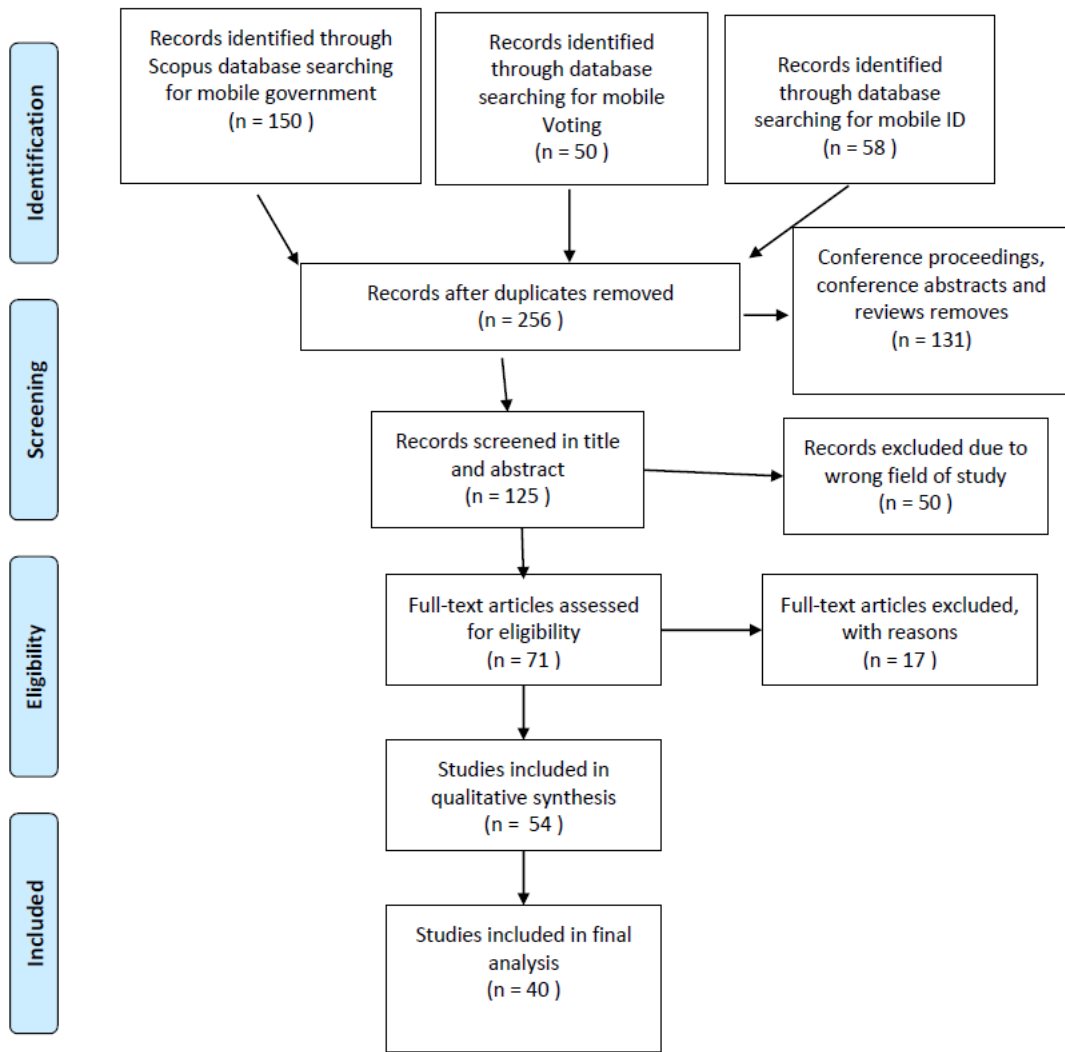 Identification
Records identified through
Scopus database searching
for mobile government
(n = 150 )
Records identified
through database
searching for mobile
Voting
(n = 50 )
Records identified
through database
searching for mobile ID
(n = 58 )
Records after duplicates removed
(n = 256 )
Conference proceedings,
conference abstracts and
reviews removes
(n = 131)
Screening
Records screened in title
and abstract
(n = 125 )
Records excluded due to
wrong field of study
(n = 50 )
Eligibility
Full-text articles assessed
for eligibility
(n = 71 )
Full-text articles excluded,
with reasons
(n = 17 )
Studies included in
qualitative synthesis
(n =  54 )
Included
Studies included in final
analysis
(n = 40 )